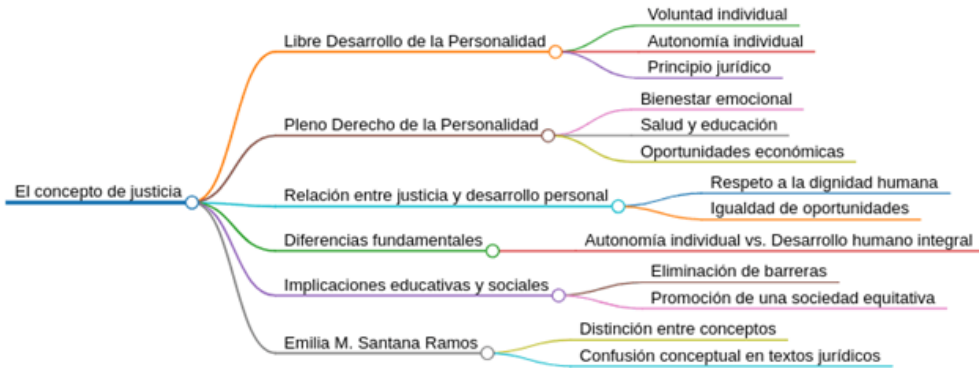 El concepto de justicia
Libre Desarrollo de la Personalidad
Voluntad individual
Autonomía individual
Principio jurídico
Pleno Derecho de la Personalidad
Bienestar emocional
Salud y educación
Oportunidades económicas
Relación entre justicia y desarrollo personal
Respeto a la dignidad humana
Igualdad de oportunidades
Diferencias fundamentales
Autonomía individual vs. Desarrollo humano integral
Implicaciones educativas y sociales
Eliminación de barreras
Promoción de una sociedad equitativa
Emilia M. Santana Ramos
Distinción entre conceptos
Confusión conceptual en textos jurídicos